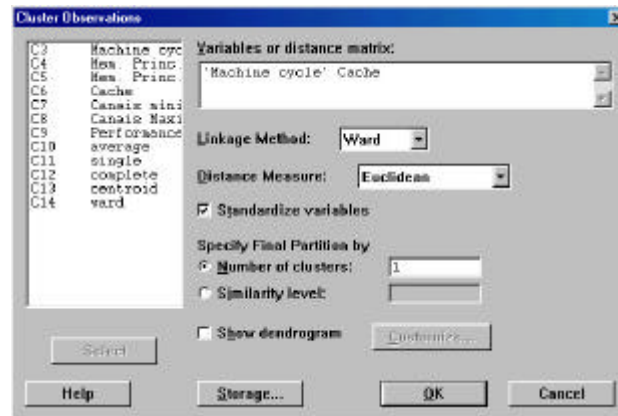 Cluster Observations
C3 Machine cyc
C4 Mem. Princ.
C5 Mem. Princ.
C6 Cache
C7 Canais mini
C8 Canais Maxi
C9 Performance
C10 average
C11 single
C12 complete
C13 centroid
C14 ward
Variables or distance matrix:
'Machine cycle' Cache
Linkage Method: Ward
Distance Measure: Euclidean
Standardize variables
Specify Final Partition by
Number of clusters: 1
Similarity level:
Show dendrogram Customize...
Select
Help Storage... OK Cancel